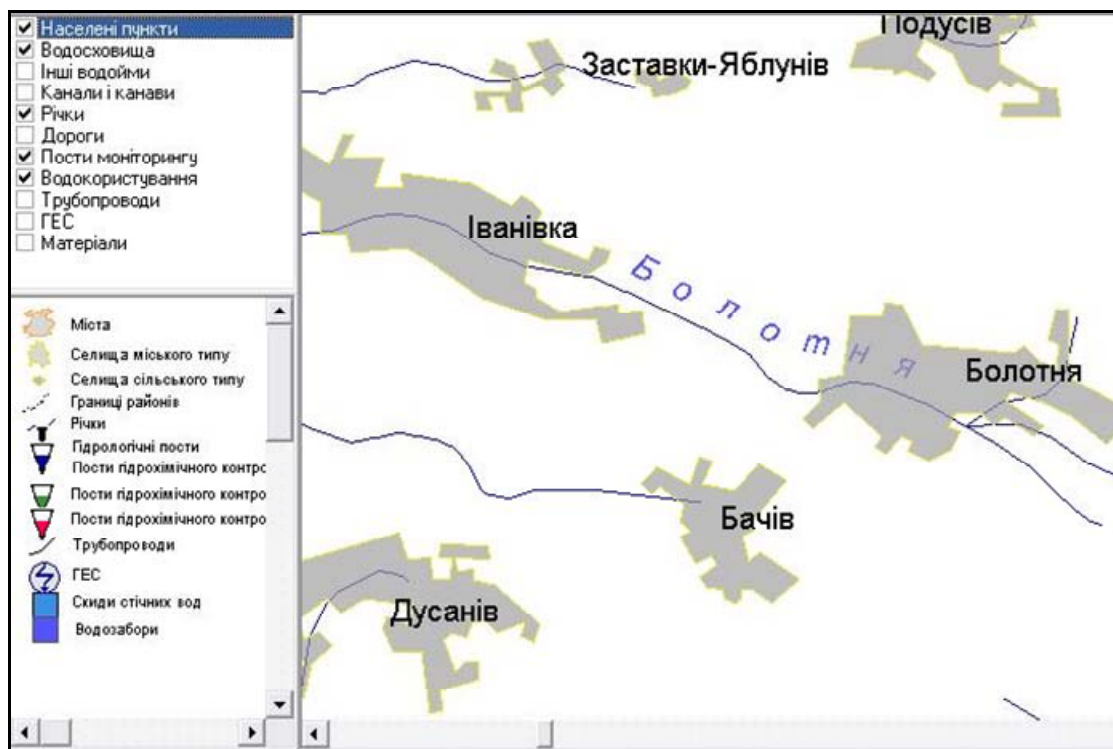 Населені пункти
Водосховища
Інші водойми
Канали і канави
Річки
Дороги
Пости моніторингу
Водокористування
Трубопроводи
ГЕС
Матеріали
Міста
Селища міського типу
Селища сільського типу
Границі районів
Річки
Гідрологічні пости
Пости гідрохімічного контро
Пости гідрохімічного контро
Пости гідрохімічного контро
Трубопроводи
ГЕС
Скиди стічних вод
Водозабори
Подусів
Заставки-Яблунів
Іванівка
Болотня
Болотня
Бачів
Дусанів